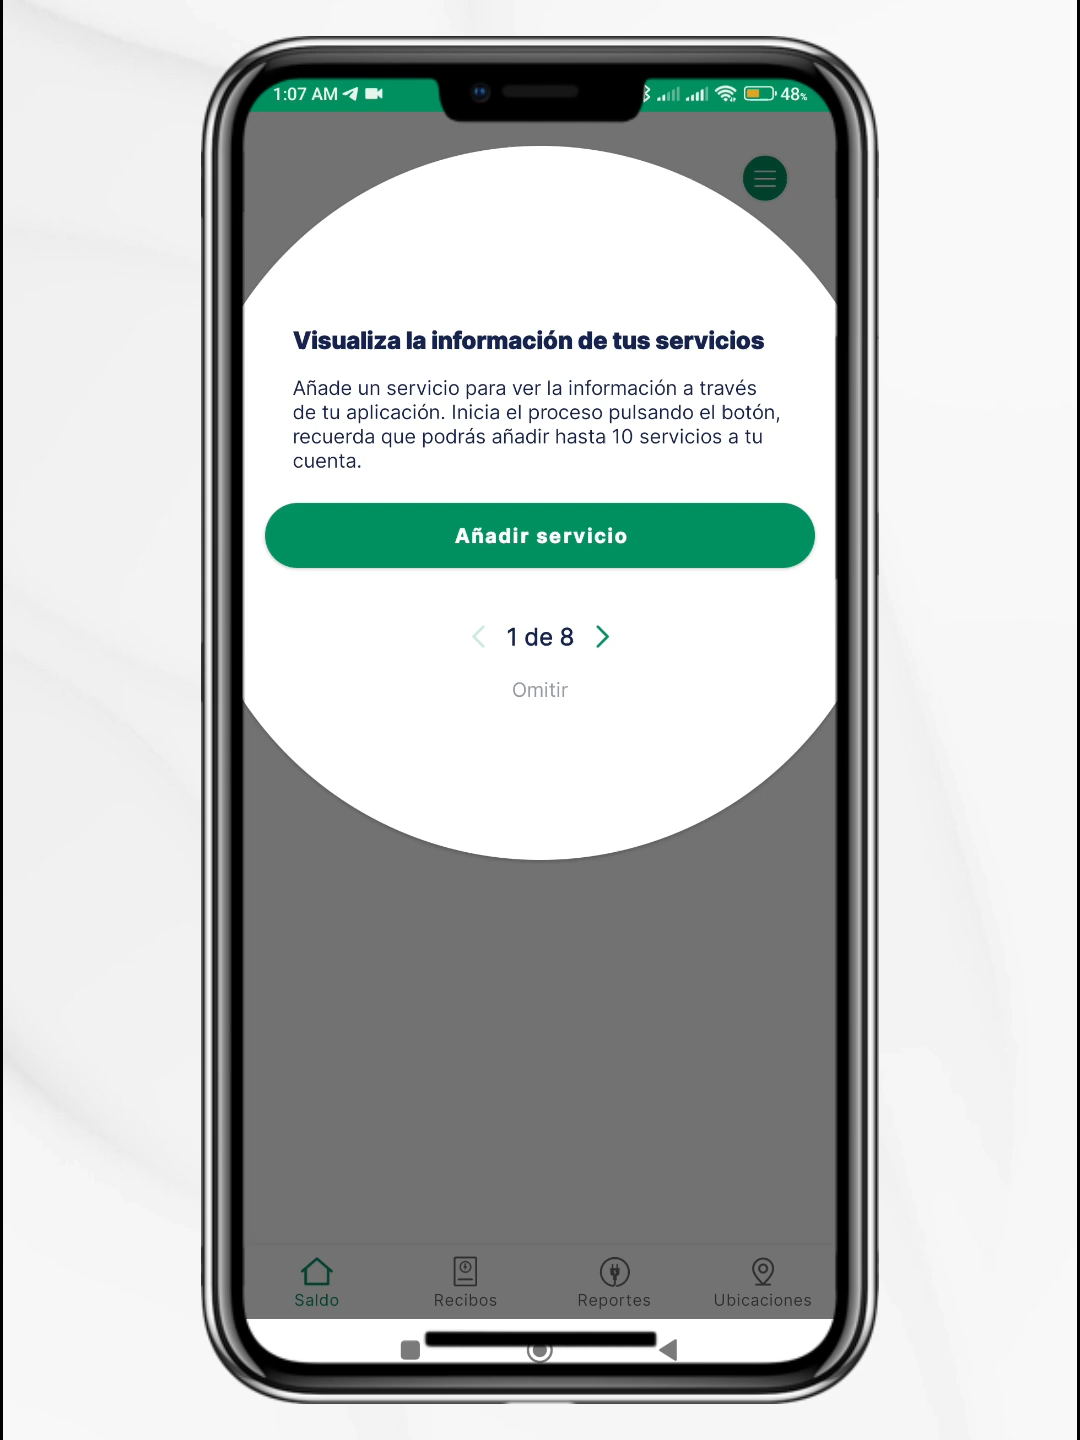 1:07 AM
48%
Visualiza la información de tus servicios
Añade un servicio para ver la información a través
de tu aplicación. Inicia el proceso pulsando el botón,
recuerda que podrás añadir hasta 10 servicios a tu
cuenta.
Añadir servicio
1 de 8
Omitir
Saldo
Recibos
Reportes
Ubicaciones